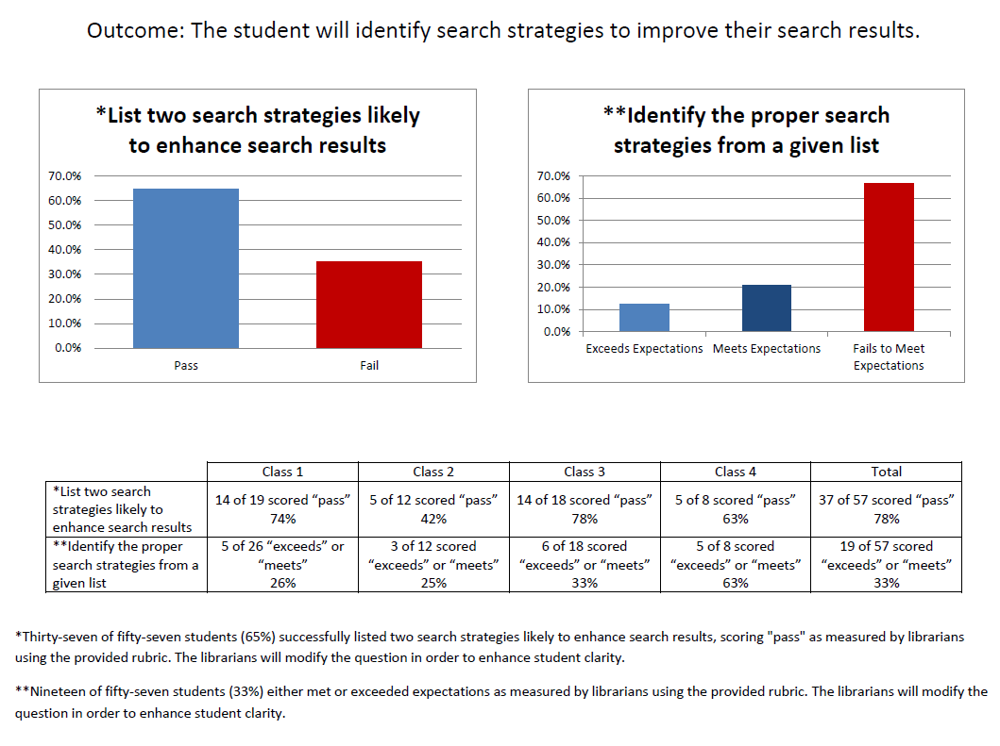 Outcome: The student will identify search strategies to improve their search results.
*List two search strategies likely
to enhance search results
70.0%
60.0%
50.0%
40.0%
30.0%
20.0%
10.0%
0.0%
Pass
Fail
**Identify the proper search
strategies from a given list
70.0%
60.0%
50.0%
40.0%
30.0%
20.0%
10.0%
0.0%
Exceeds Expectations
Meets Expectations
Fails to Meet
Expectations
Class 1
Class 2
Class 3
Class 4
Total
*List two search
strategies likely to
enhance search results
14 of 19 scored “pass”
74%
5 of 12 scored “pass”
42%
14 of 18 scored “pass”
78%
5 of 8 scored “pass”
63%
37 of 57 scored “pass”
78%
**Identify the proper
search strategies from a
given list
5 of 26 “exceeds” or
“meets”
26%
3 of 12 scored
“exceeds” or “meets”
25%
6 of 18 scored
“exceeds” or “meets”
33%
5 of 8 scored
“exceeds” or “meets”
63%
19 of 57 scored
“exceeds” or “meets”
33%
*Thirty-seven of fifty-seven students (65%) successfully listed two search strategies likely to enhance search results, scoring "pass" as measured by librarians
using the provided rubric. The librarians will modify the question in order to enhance student clarity.
**Nineteen of fifty-seven students (33%) either met or exceeded expectations as measured by librarians using the provided rubric. The librarians will modify the
question in order to enhance student clarity.